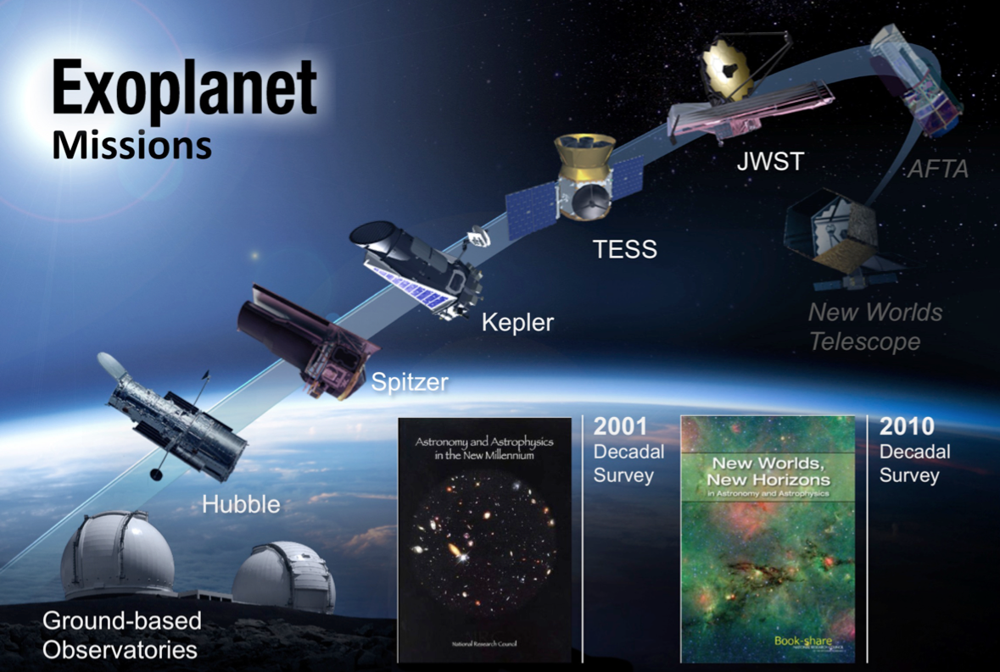 Exoplanet
Missions
JWST
AFTA
TESS
New Worlds
Telescope
Kepler
Spitzer
Hubble
Ground-based
Observatories
Astronomy and Astrophysics
in the New Millennium
National Research Council
2001
Decadal
Survey
New Worlds,
New Horizons
in Astronomy and Astrophysics
Book-share
2010
Decadal
Survey